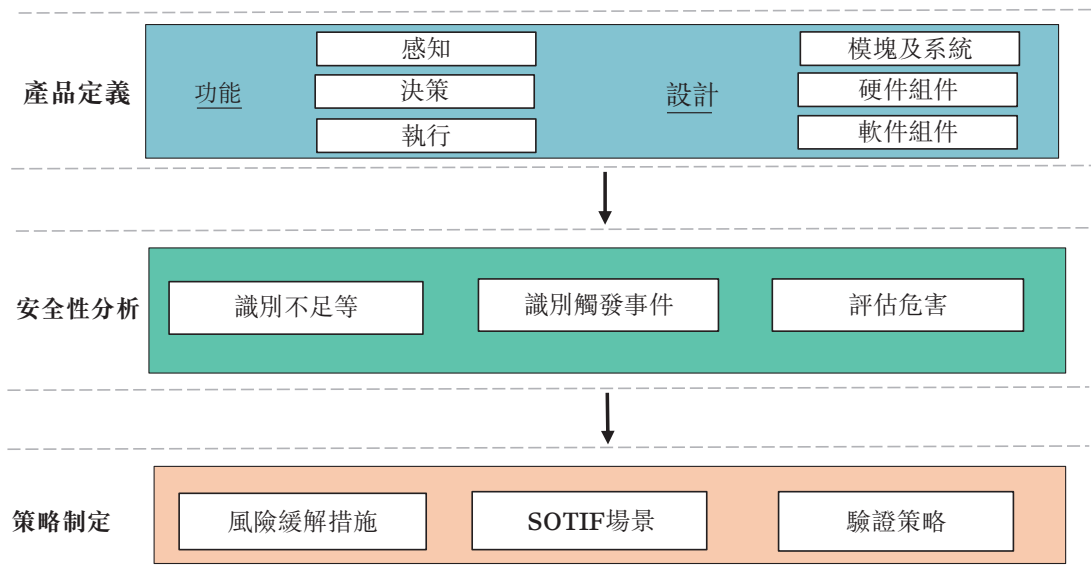 產品定義
功能
感知
決策
執行
設計
模塊及系統
硬件組件
軟件組件
安全性分析
識別不足等
識別觸發事件
評估危害
策略制定
風險緩解措施
SOTIF場景
驗證策略